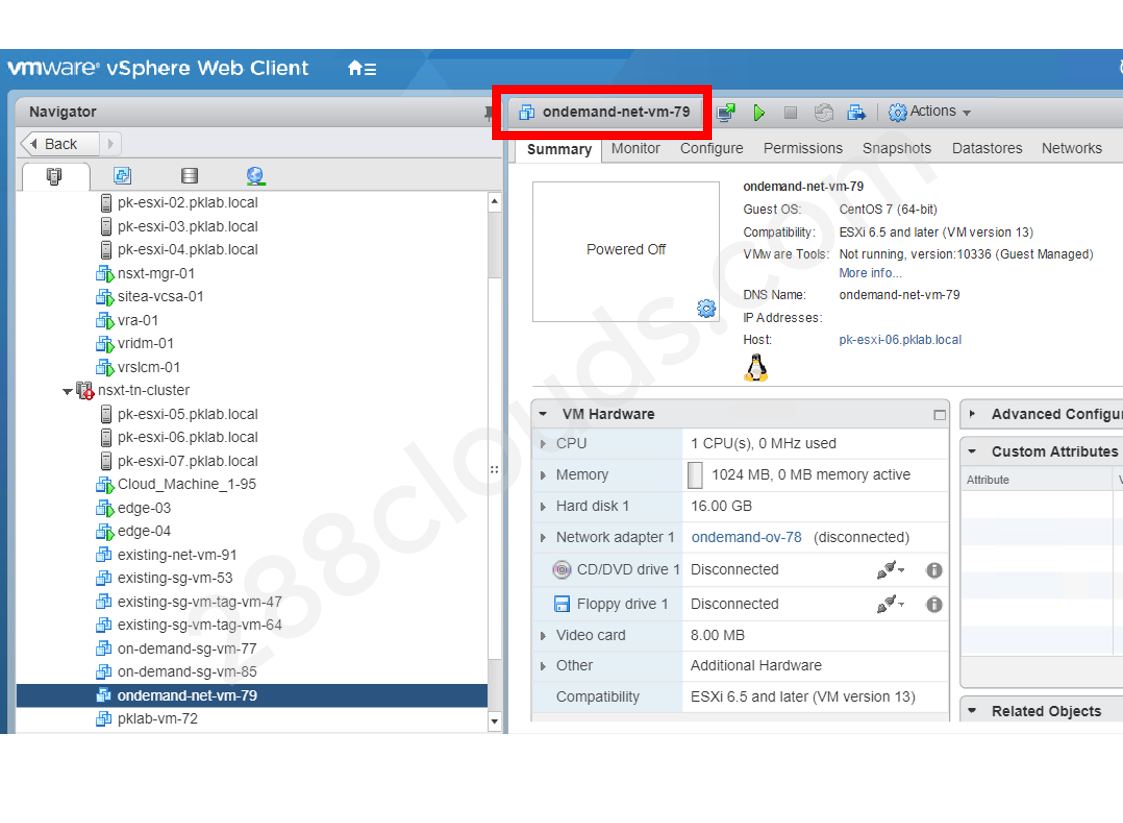 vmware® vSphere Web Client
Navigator
Back
pk-esxi-02.pklab.local
pk-esxi-03.pklab.local
pk-esxi-04.pklab.local
nsxt-mgr-01
sitea-vcsa-01
vra-01
vridm-01
vrslcm-01
nsxt-tn-cluster
pk-esxi-05.pklab.local
pk-esxi-06.pklab.local
pk-esxi-07.pklab.local
Cloud_Machine_1-95
edge-03
edge-04
existing-net-vm-91
existing-sg-vm-53
existing-sg-vm-tag-vm-47
existing-sg-vm-tag-vm-64
on-demand-sg-vm-77
on-demand-sg-vm-85
ondemand-net-vm-79
pklab-vm-72
ondemand-net-vm-79 Actions
Summary Monitor Configure Permissions Snapshots Datastores Networks
Powered Off
ondemand-net-vm-79
Guest OS: CentOS 7 (64-bit)
Compatibility: ESXi 6.5 and later (VM version 13)
VMware Tools: Not running, version:10336 (Guest Managed)
More info...
DNS Name: ondemand-net-vm-79
IP Addresses:
Host: pk-esxi-06.pklab.local
VM Hardware
CPU 1 CPU(s), 0 MHz used
Memory 1024 MB, 0 MB memory active
Hard disk 1 16.00 GB
Network adapter 1 ondemand-ov-78 (disconnected)
CD/DVD drive 1 Disconnected
Floppy drive 1 Disconnected
Video card 8.00 MB
Other Additional Hardware
Compatibility ESXi 6.5 and later (VM version 13)
Advanced Configur
Custom Attributes
Attribute
Related Objects
288clouds.com